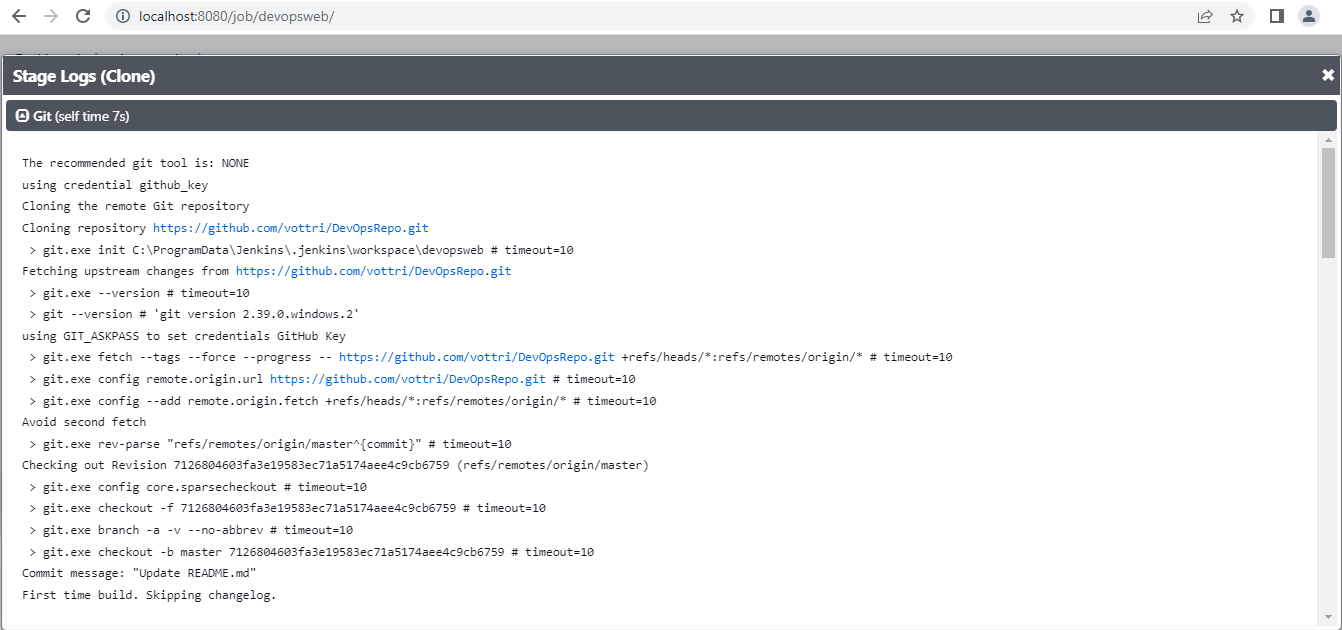 localhost:8080/job/devopsweb/
Stage Logs (Clone)
Git (self time 7s)
The recommended git tool is: NONE
using credential github_key
Cloning the remote Git repository
Cloning repository https://github.com/vottri/DevOpsRepo.git
> git.exe init C:\ProgramData\Jenkins\.jenkins\workspace\devopsweb # timeout=10
Fetching upstream changes from https://github.com/vottri/DevOpsRepo.git
> git.exe --version # timeout=10
> git --version # 'git version 2.39.0.windows.2'
using GIT_ASKPASS to set credentials GitHub Key
> git.exe fetch --tags --force --progress -- https://github.com/vottri/DevOpsRepo.git +refs/heads/*:refs/remotes/origin/* # timeout=10
> git.exe config remote.origin.url https://github.com/vottri/DevOpsRepo.git # timeout=10
> git.exe config --add remote.origin.fetch +refs/heads/*:refs/remotes/origin/* # timeout=10
Avoid second fetch
> git.exe rev-parse "refs/remotes/origin/master^{commit}" # timeout=10
Checking out Revision 7126804603fa3e19583ec71a5174aee4c9cb6759 (refs/remotes/origin/master)
> git.exe config core.sparsecheckout # timeout=10
> git.exe checkout -f 7126804603fa3e19583ec71a5174aee4c9cb6759 # timeout=10
> git.exe branch -a -v --no-abbrev # timeout=10
> git.exe checkout -b master 7126804603fa3e19583ec71a5174aee4c9cb6759 # timeout=10
Commit message: "Update README.md"
First time build. Skipping changelog.